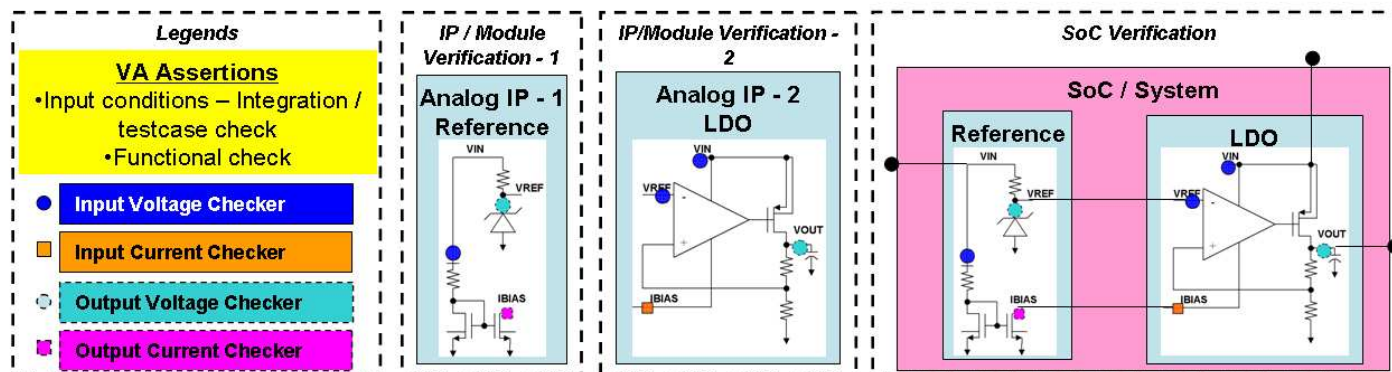 Legends
VA Assertions
•Input conditions – Integration /
testcase check
•Functional check
Input Voltage Checker
Input Current Checker
Output Voltage Checker
Output Current Checker
IP / Module
Verification - 1
Analog IP - 1
Reference
VIN
VREF
IBIAS
IP/Module Verification -
2
Analog IP - 2
LDO
VIN
VREF
-
+
VOUT
IBIAS
SoC Verification
SoC / System
Reference
VIN
VREF
IBIAS
LDO
VIN
VREF
-
+
VOUT
IBIAS